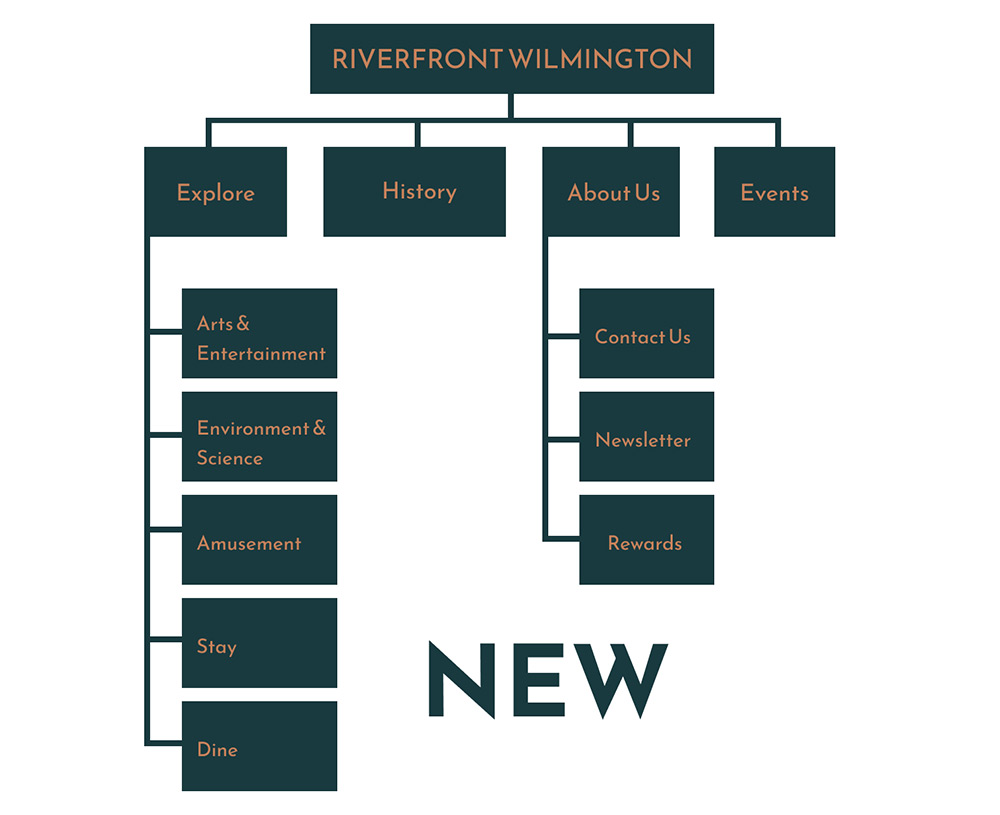 RIVERFRONT WILMINGTON
Explore
History
About Us
Events
Arts &
Entertainment
Environment &
Science
Amusement
Stay
Dine
Contact Us
Newsletter
Rewards
NEW